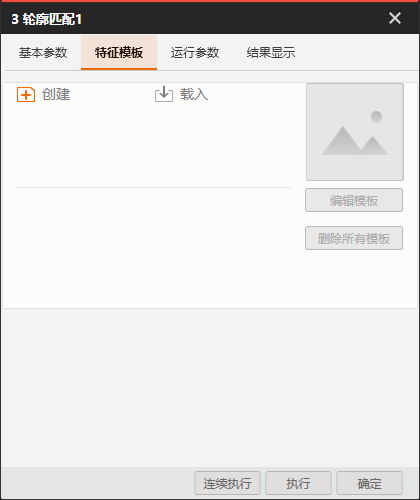 3 轮廓匹配1
基本参数 特征模板 运行参数 结果显示
创建 载入
编辑模板
删除所有模板
连续执行 执行 确定